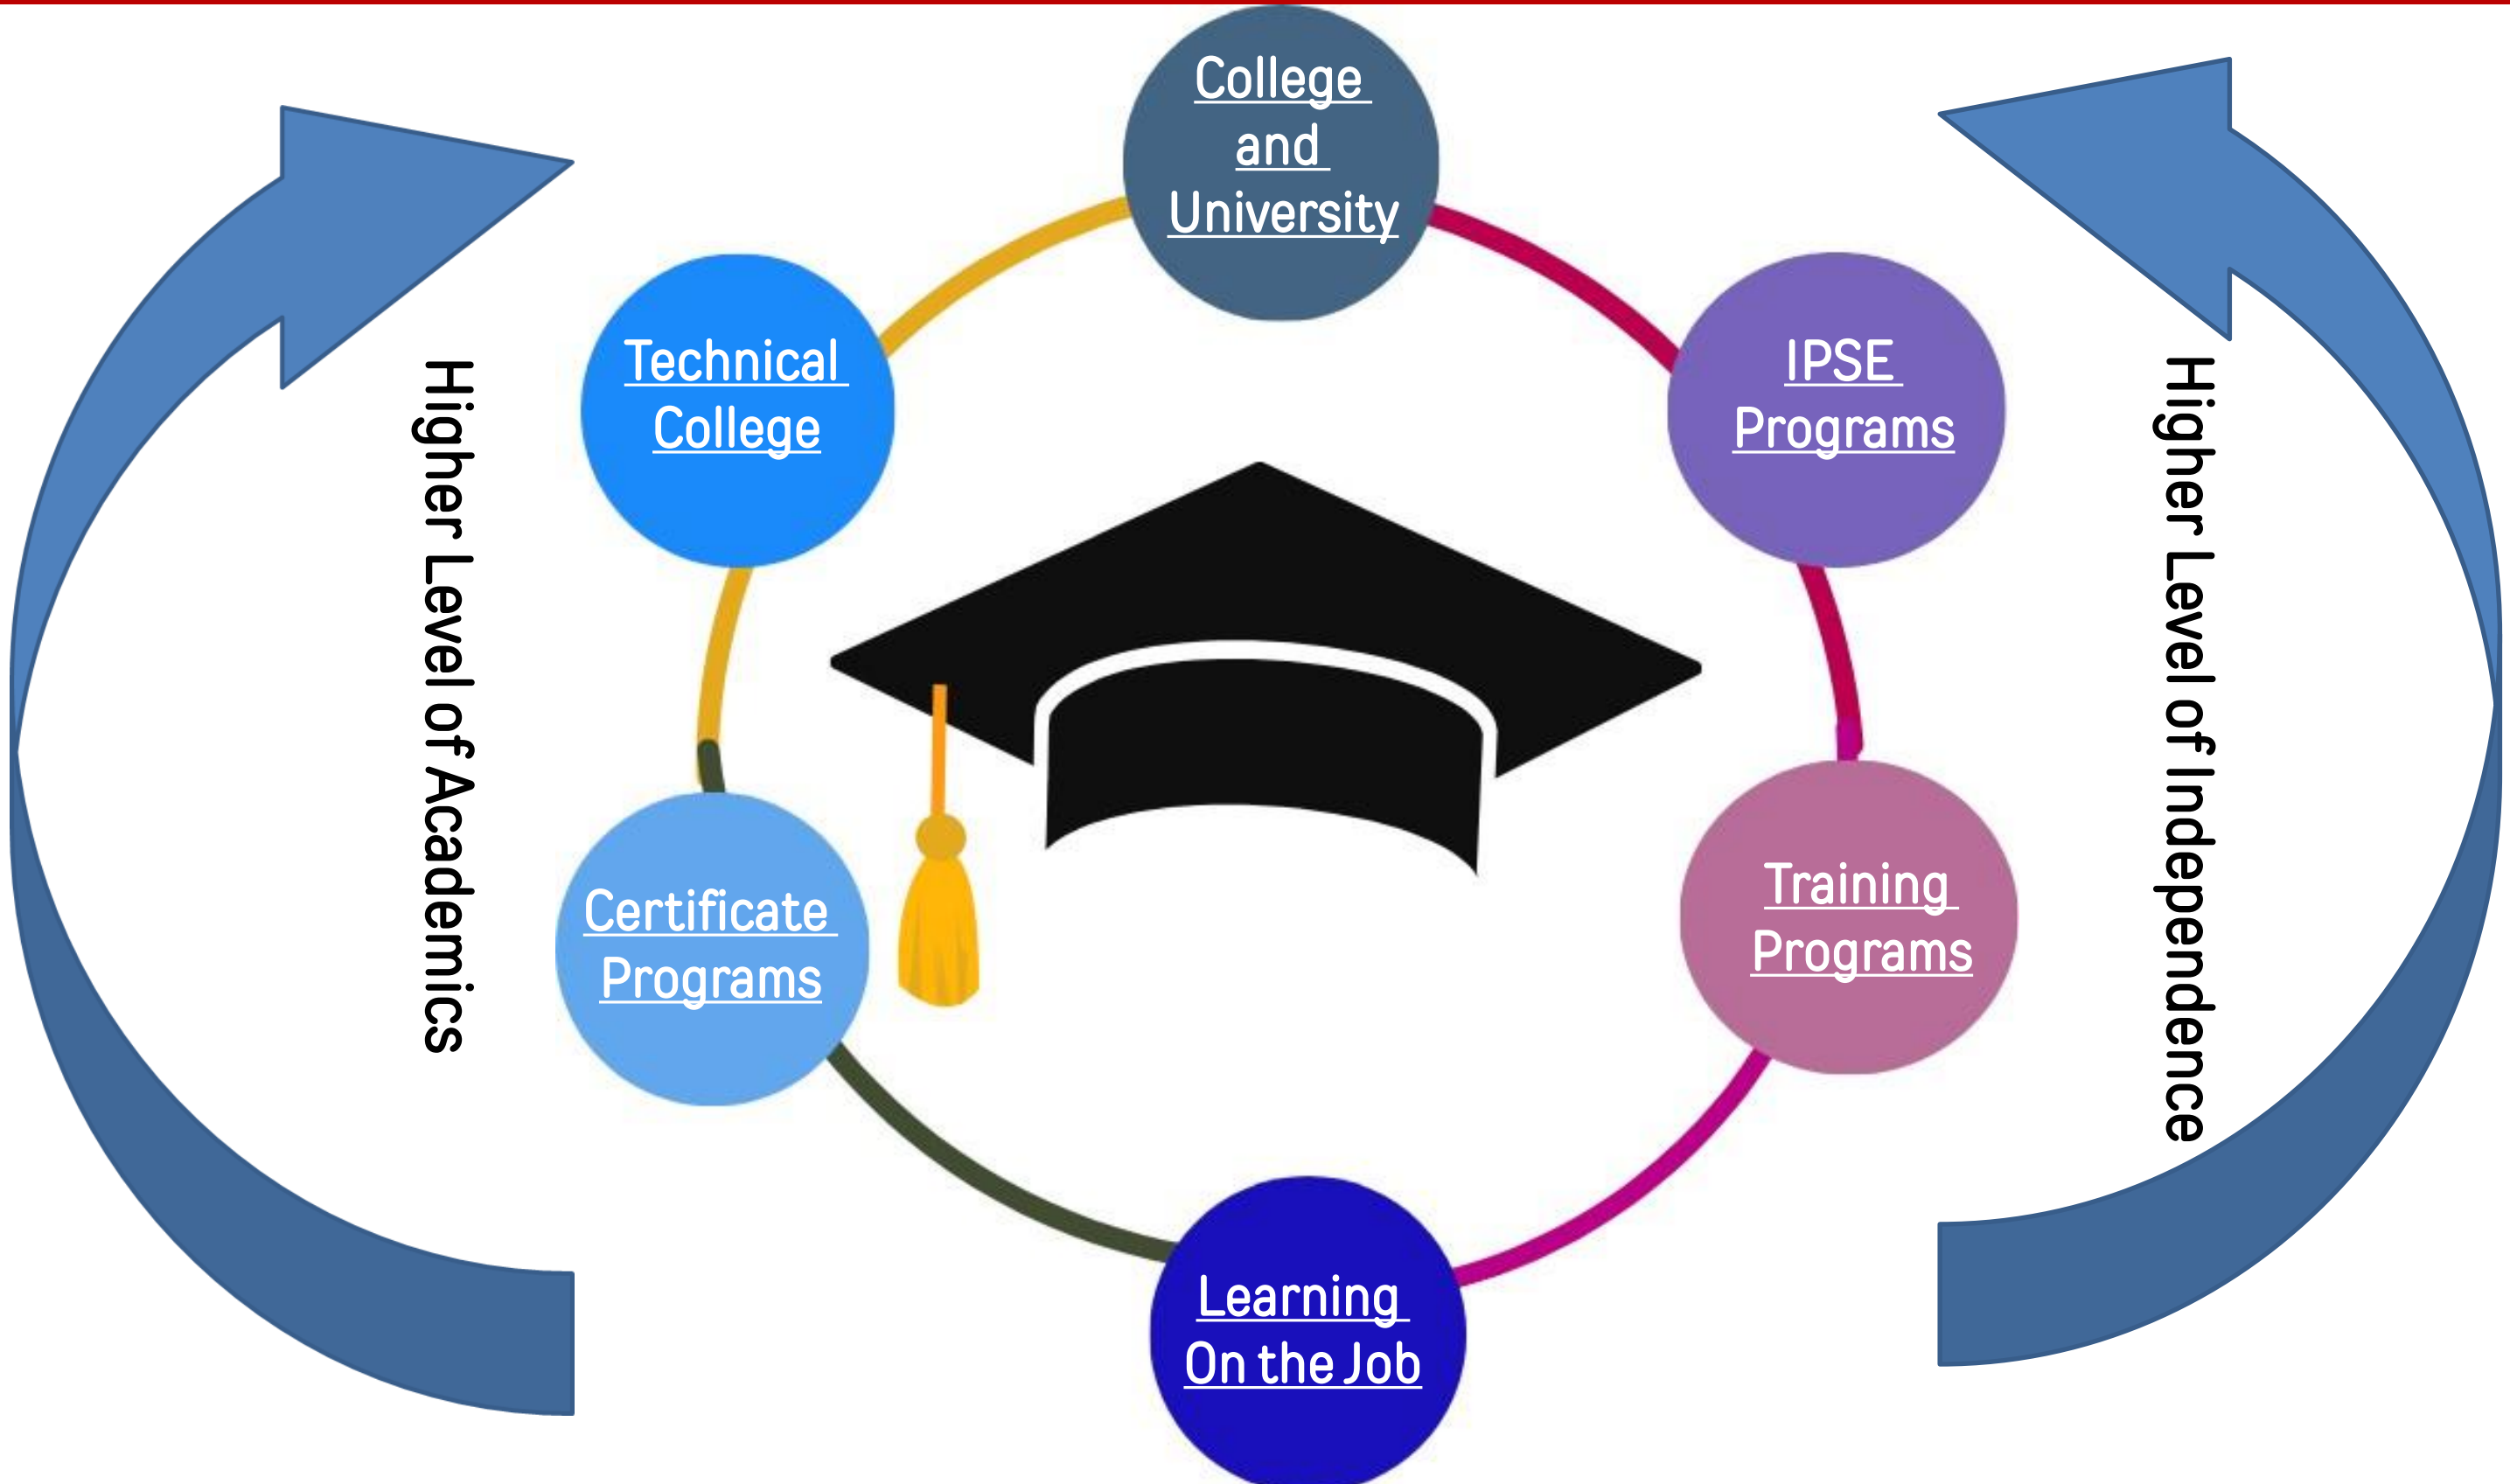 College
and
University
Technical
College
IPSE
Programs
Higher Level of Academics
Higher Level of Independence
Certificate
Programs
Training
Programs
Learning
On the Job